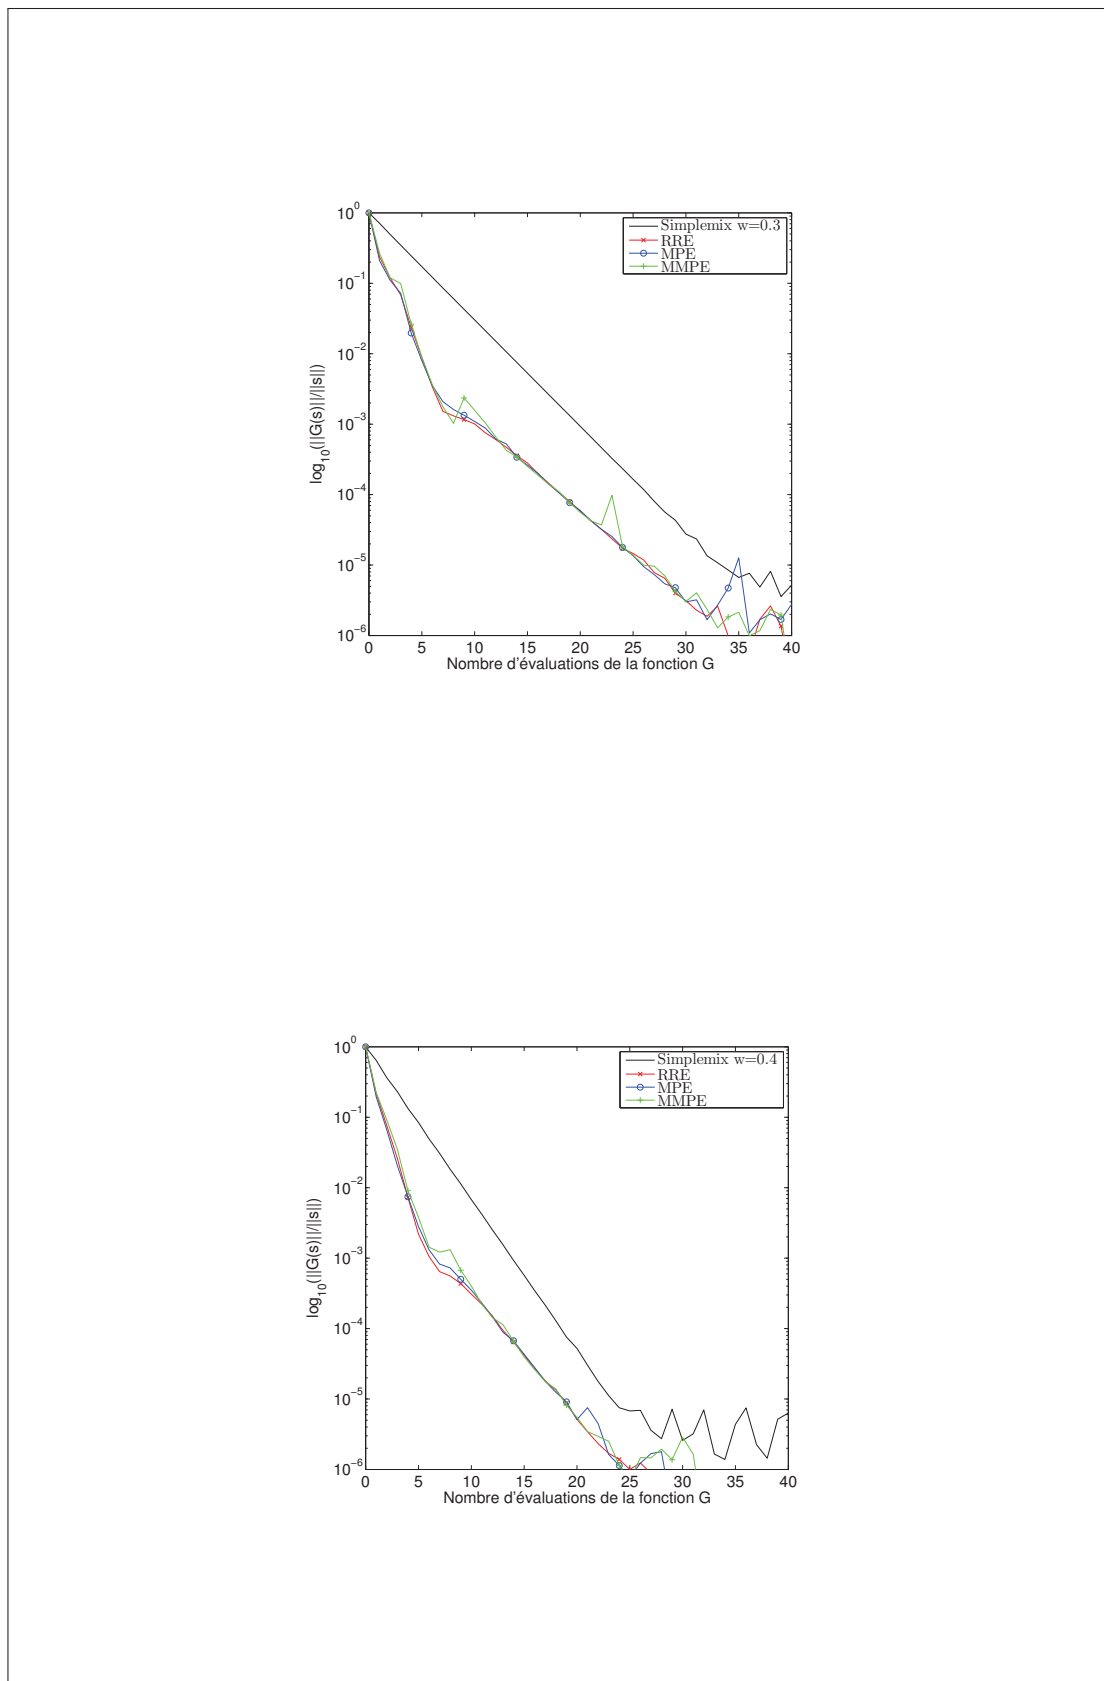 10^0
10^-1
10^-2
10^-3
10^-4
10^-5
10^-6
log_10(||G(s)||/||s||)
Simplemix w=0.3
RRE
MPE
MMPE
0 5 10 15 20 25 30 35 40
Nombre d'évaluations de la fonction G
10^0
10^-1
10^-2
10^-3
10^-4
10^-5
10^-6
log_10(||G(s)||/||s||)
Simplemix w=0.4
RRE
MPE
MMPE
0 5 10 15 20 25 30 35 40
Nombre d'évaluations de la fonction G